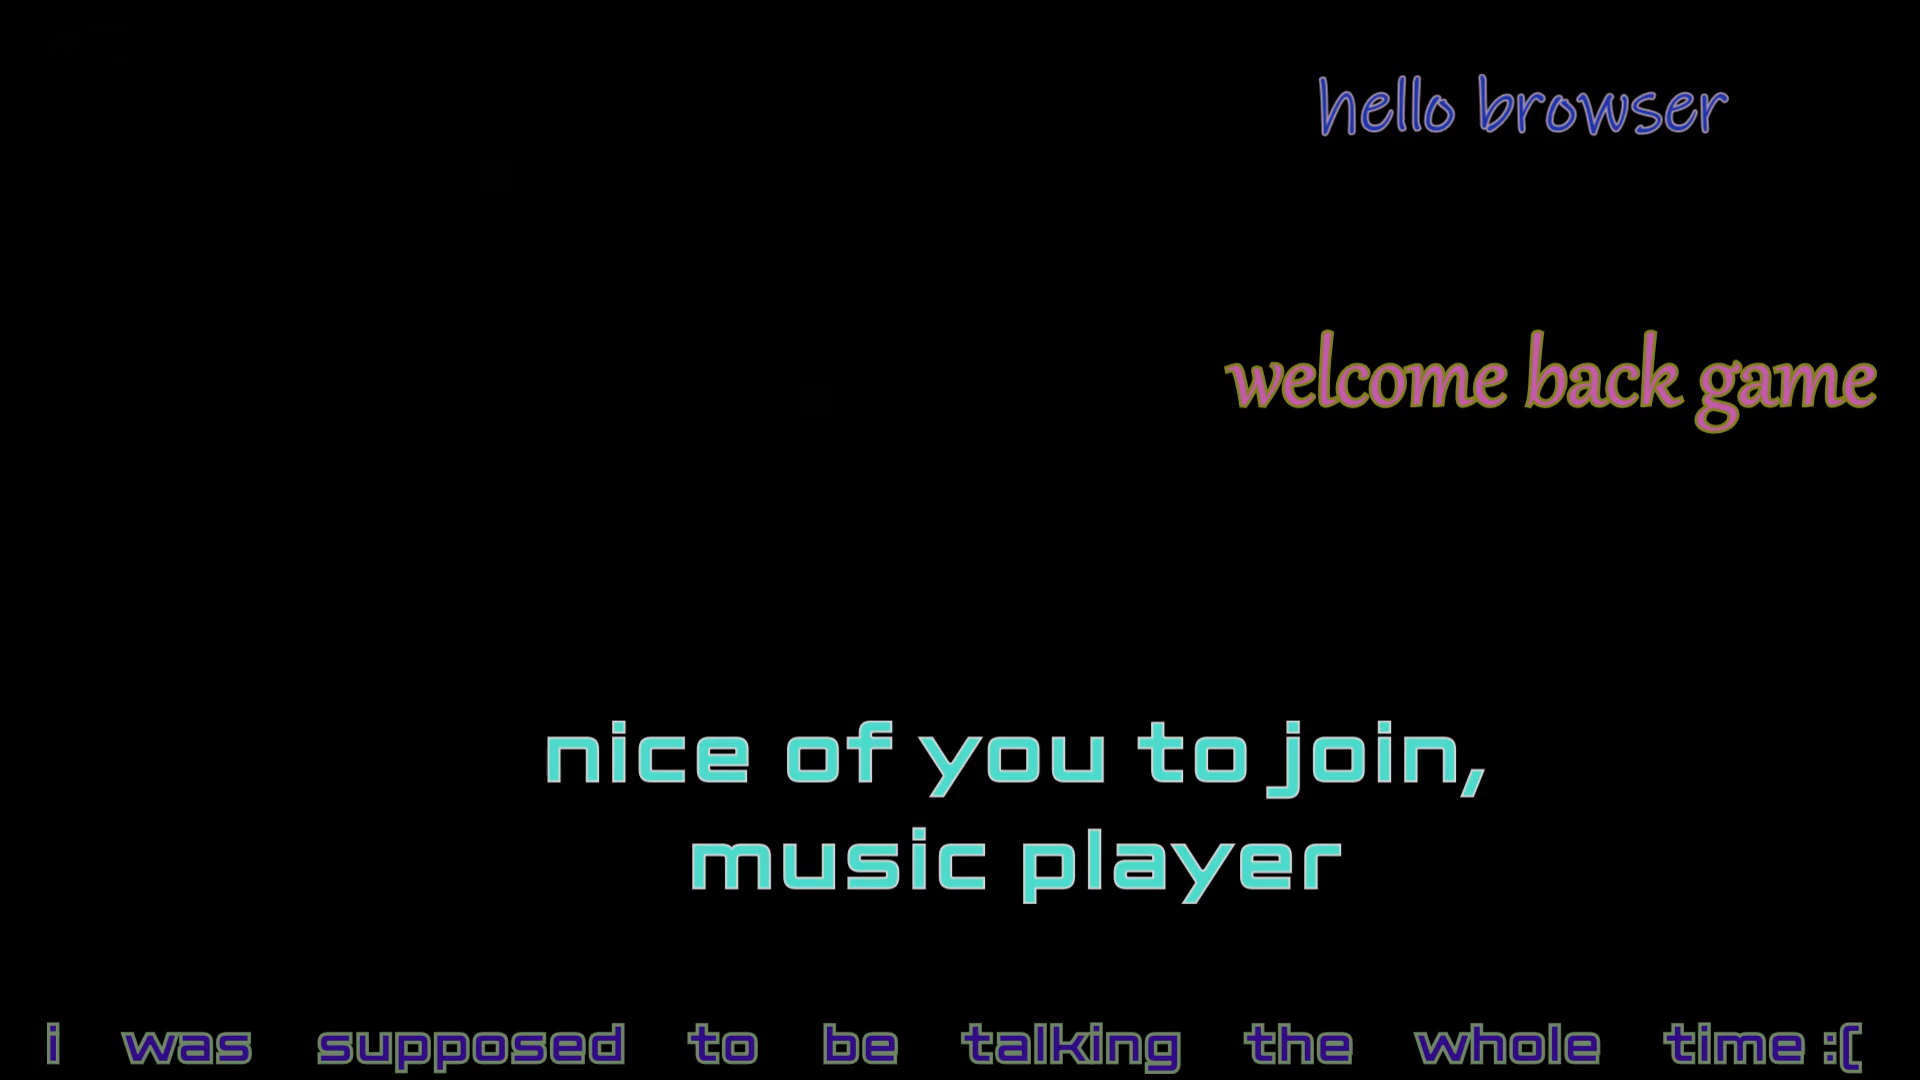 hello browser
welcome back game
nice of you to join,
music player
i was supposed to be talking the whole time :(